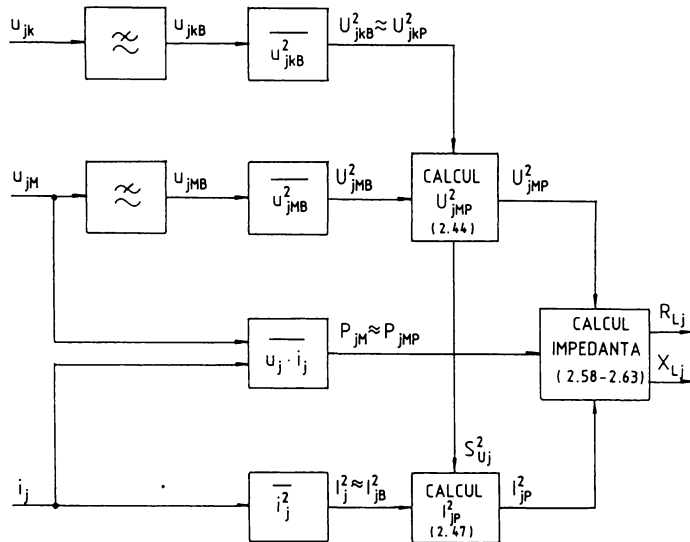 u_jk
u_jkB
u²_jkB
U²_jkB ≈ U²_jkP
u_jM
u_jMB
u²_jMB
U²_jMB
CALCUL
U²_jMP
(2.44)
U²_jMP
u_j · i_j
P_jM ≈ P_jMP
CALCUL
IMPEDANTA
(2.58-2.63)
R_Lj
X_Lj
S²_Uj
i_j
i²_j
I²_j ≈ I²_jB
CALCUL
I²_jP
(2.47)
I²_jP